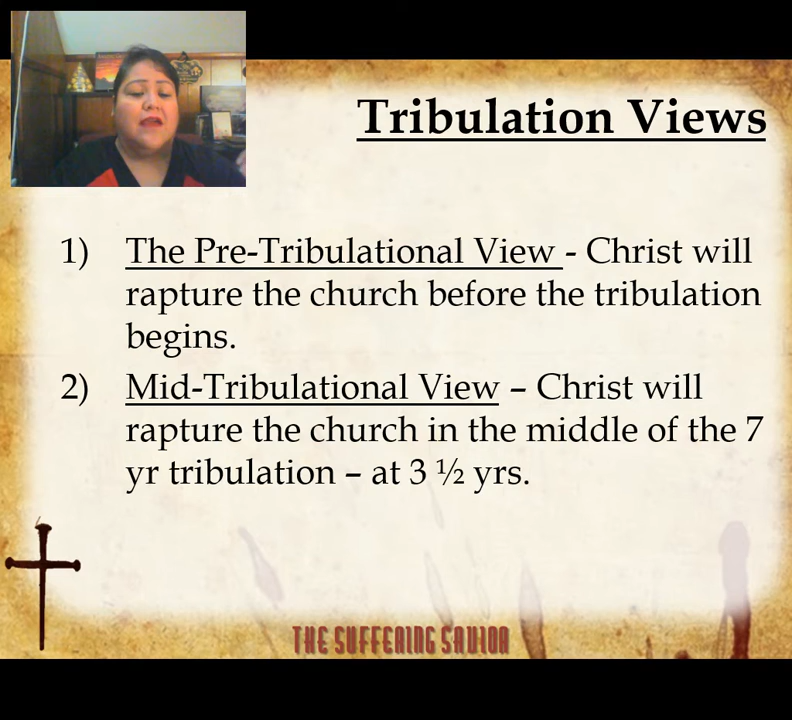 Tribulation Views
1) The Pre-Tribulational View - Christ will
rapture the church before the tribulation
begins.
2) Mid-Tribulational View – Christ will
rapture the church in the middle of the 7
yr tribulation – at 3 ½ yrs.
THE SUFFERING SAVIOR